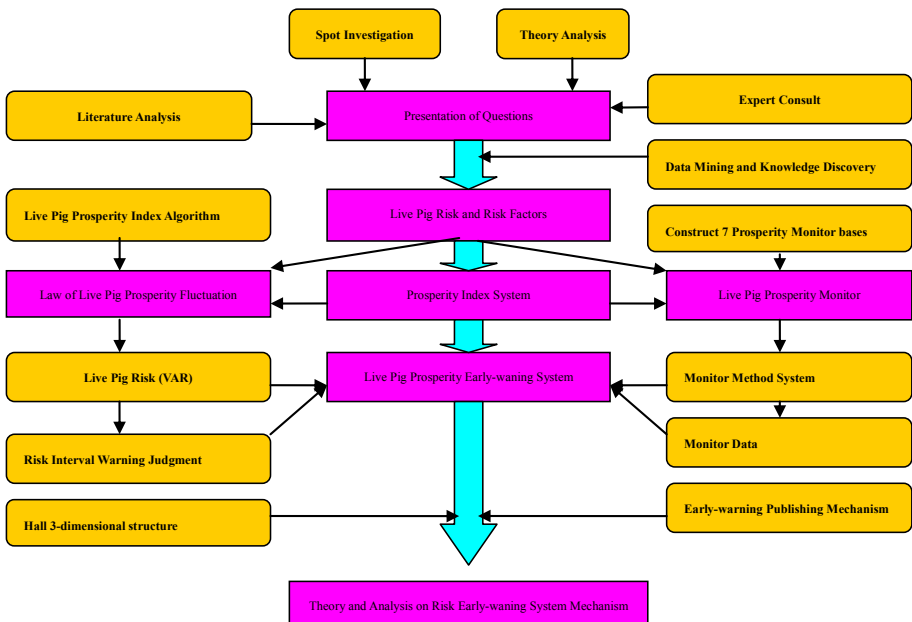 Spot Investigation
Theory Analysis
Literature Analysis
Presentation of Questions
Expert Consult
Data Mining and Knowledge Discovery
Live Pig Prosperity Index Algorithm
Live Pig Risk and Risk Factors
Construct 7 Prosperity Monitor bases
Law of Live Pig Prosperity Fluctuation
Prosperity Index System
Live Pig Prosperity Monitor
Live Pig Risk (VAR)
Live Pig Prosperity Early-waning System
Monitor Method System
Risk Interval Warning Judgment
Monitor Data
Hall 3-dimensional structure
Early-warning Publishing Mechanism
Theory and Analysis on Risk Early-waning System Mechanism